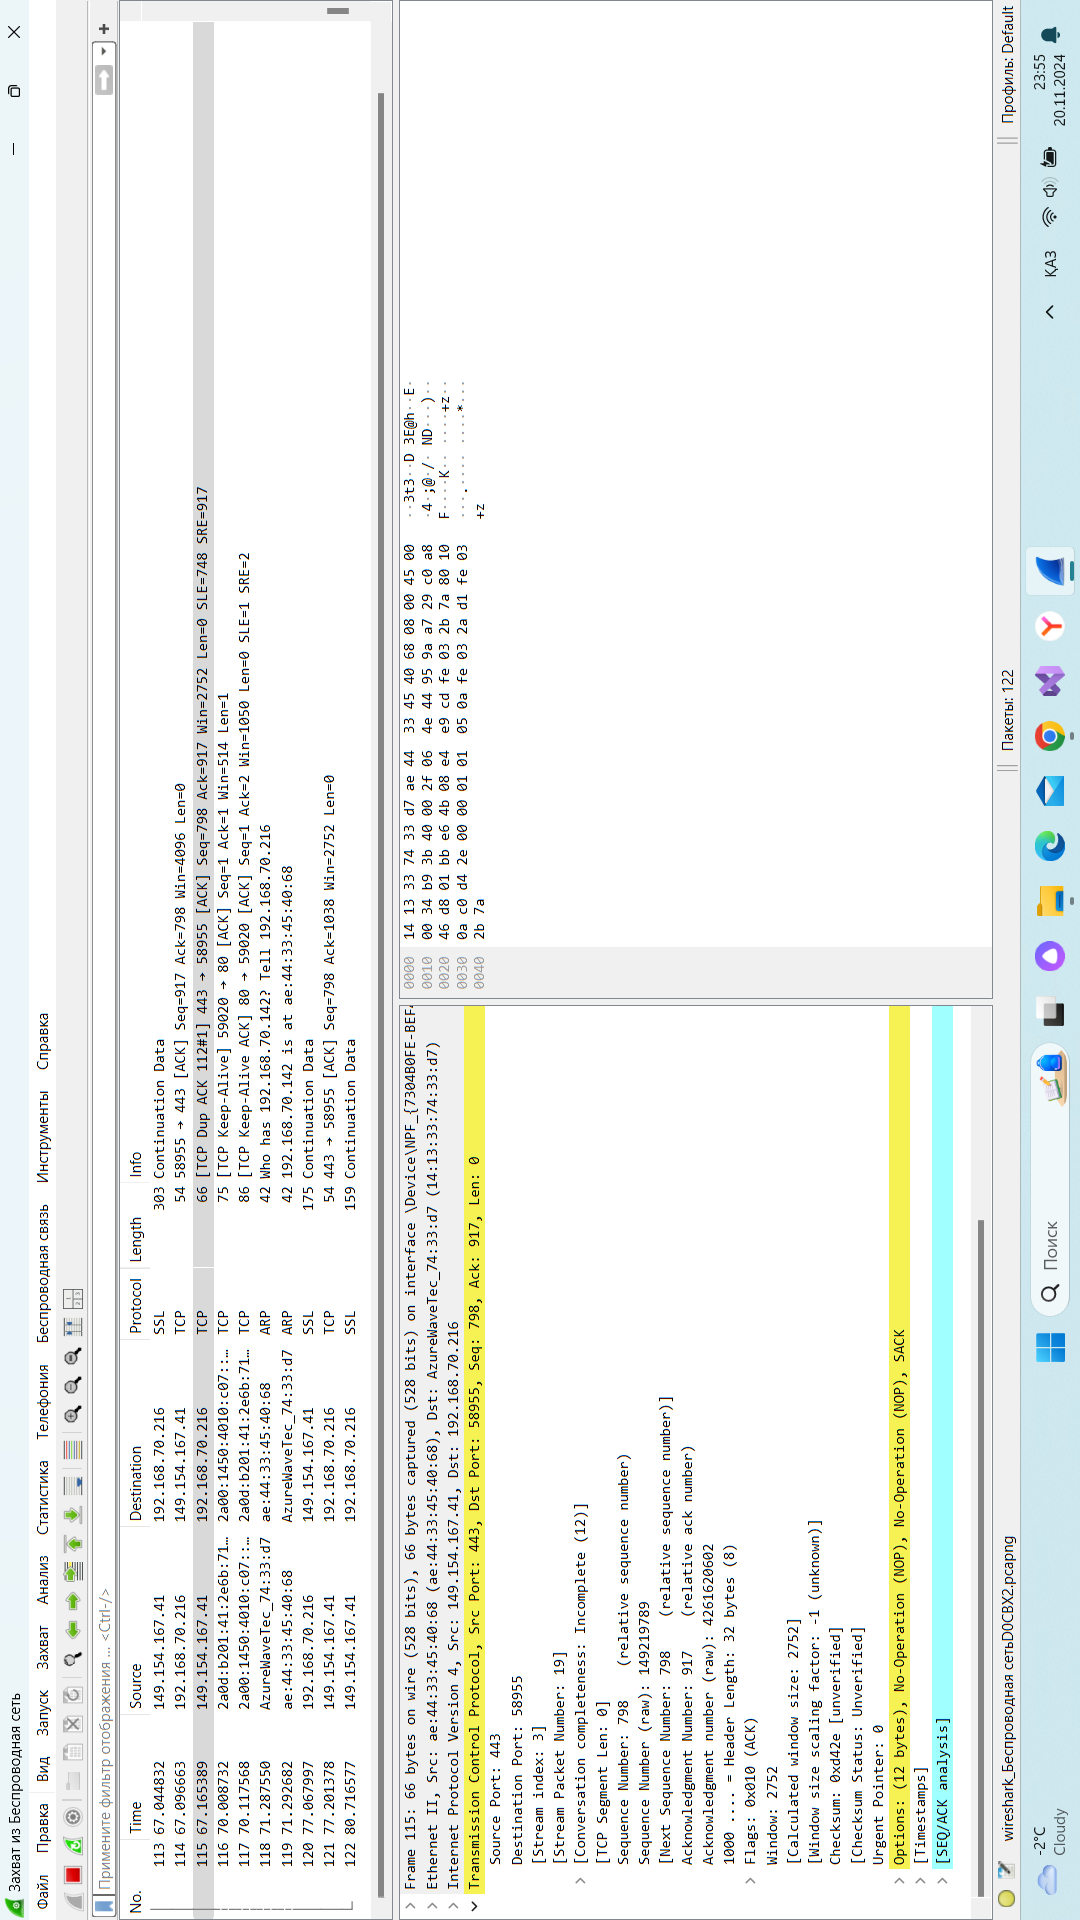 Захват из Беспроводная сеть
Файл Правка Вид Запуск Захват Анализ Статистика Телефония Беспроводная связь Инструменты Справка
Примените фильтр отображения ... <Ctrl-/>
No. Time Source Destination Protocol Length Info
113 67.044832 149.154.167.41 192.168.70.216 SSL 303 Continuation Data
114 67.096663 192.168.70.216 149.154.167.41 TCP 54 58955 → 443 [ACK] Seq=917 Ack=798 Win=4096 Len=0
115 67.165389 149.154.167.41 192.168.70.216 TCP 66 [TCP Dup ACK 112#1] 443 → 58955 [ACK] Seq=798 Ack=917 Win=2752 Len=0 SLE=748 SRE=917
116 70.008732 2a0d:b201:41:2e6b:71… 2a00:1450:4010:c07::… TCP 75 [TCP Keep-Alive] 59020 → 80 [ACK] Seq=1 Ack=1 Win=514 Len=1
117 70.117568 2a00:1450:4010:c07::… 2a0d:b201:41:2e6b:71… TCP 86 [TCP Keep-Alive ACK] 80 → 59020 [ACK] Seq=1 Ack=2 Win=1050 Len=0 SLE=1 SRE=2
118 71.287550 AzureWaveTec_74:33:d7 ae:44:33:45:40:68 ARP 42 Who has 192.168.70.142? Tell 192.168.70.216
119 71.292682 ae:44:33:45:40:68 AzureWaveTec_74:33:d7 ARP 42 192.168.70.142 is at ae:44:33:45:40:68
120 77.067997 192.168.70.216 149.154.167.41 SSL 175 Continuation Data
121 77.201378 149.154.167.41 192.168.70.216 TCP 54 443 → 58955 [ACK] Seq=798 Ack=1038 Win=2752 Len=0
122 80.716577 149.154.167.41 192.168.70.216 SSL 159 Continuation Data
Frame 115: 66 bytes on wire (528 bits), 66 bytes captured (528 bits) on interface \Device\NPF_{7304B0FE-BEF4
Ethernet II, Src: ae:44:33:45:40:68 (ae:44:33:45:40:68), Dst: AzureWaveTec_74:33:d7 (14:13:33:74:33:d7)
Internet Protocol Version 4, Src: 149.154.167.41, Dst: 192.168.70.216
Transmission Control Protocol, Src Port: 443, Dst Port: 58955, Seq: 798, Ack: 917, Len: 0
Source Port: 443
Destination Port: 58955
[Stream index: 3]
[Stream Packet Number: 19]
[Conversation completeness: Incomplete (12)]
[TCP Segment Len: 0]
Sequence Number: 798 (relative sequence number)
Sequence Number (raw): 149219789
[Next Sequence Number: 798 (relative sequence number)]
Acknowledgment Number: 917 (relative ack number)
Acknowledgment number (raw): 4261620602
1000 .... = Header Length: 32 bytes (8)
Flags: 0x010 (ACK)
Window: 2752
[Calculated window size: 2752]
[Window size scaling factor: -1 (unknown)]
Checksum: 0xd42e [unverified]
[Checksum Status: Unverified]
Urgent Pointer: 0
Options: (12 bytes), No-Operation (NOP), No-Operation (NOP), SACK
[Timestamps]
[SEQ/ACK analysis]
0000 14 13 33 74 33 d7 ae 44 33 45 40 68 08 00 45 00 ··3t3··D 3E@h··E·
0010 00 34 b9 3b 40 00 2f 06 4e 44 95 9a a7 29 c0 a8 ·4·;@·/· ND···)··
0020 46 d8 01 bb e6 4b 08 e4 e9 cd fe 03 2b 7a 80 10 F····K·· ····+z··
0030 0a c0 d4 2e 00 00 01 01 05 0a fe 03 2a d1 fe 03 ···.···· ····*···
0040 2b 7a +z
wireshark_Беспроводная сетьD0CBX2.pcapng
Пакеты: 122
Профиль: Default
-2°C
Cloudy
Поиск
ҚАЗ
23:55
20.11.2024